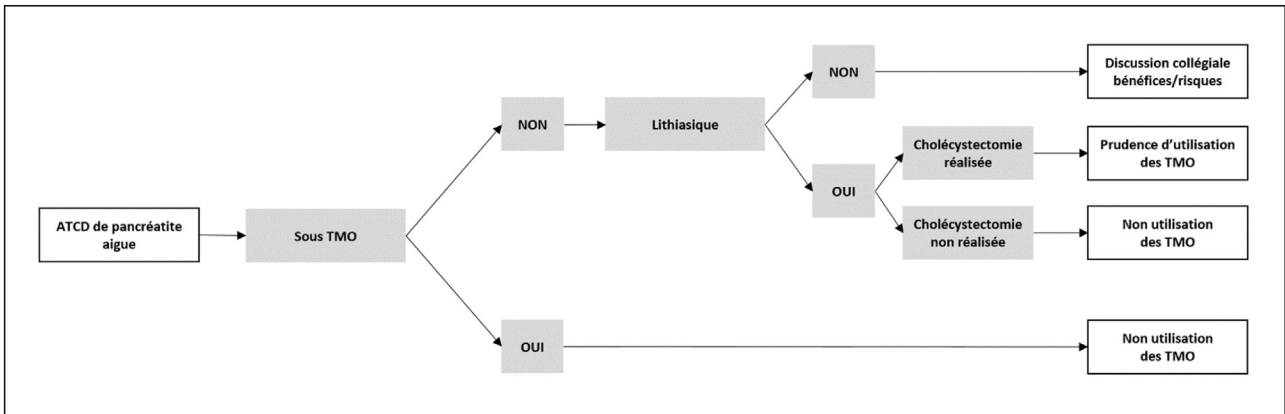 NON
Discussion collégiale
bénéfices/risques
NON
Lithiasique
Cholécystectomie
réalisée
Prudence d’utilisation
des TMO
OUI
ATCD de pancréatite
aigue
Sous TMO
Cholécystectomie
non réalisée
Non utilisation
des TMO
OUI
Non utilisation
des TMO